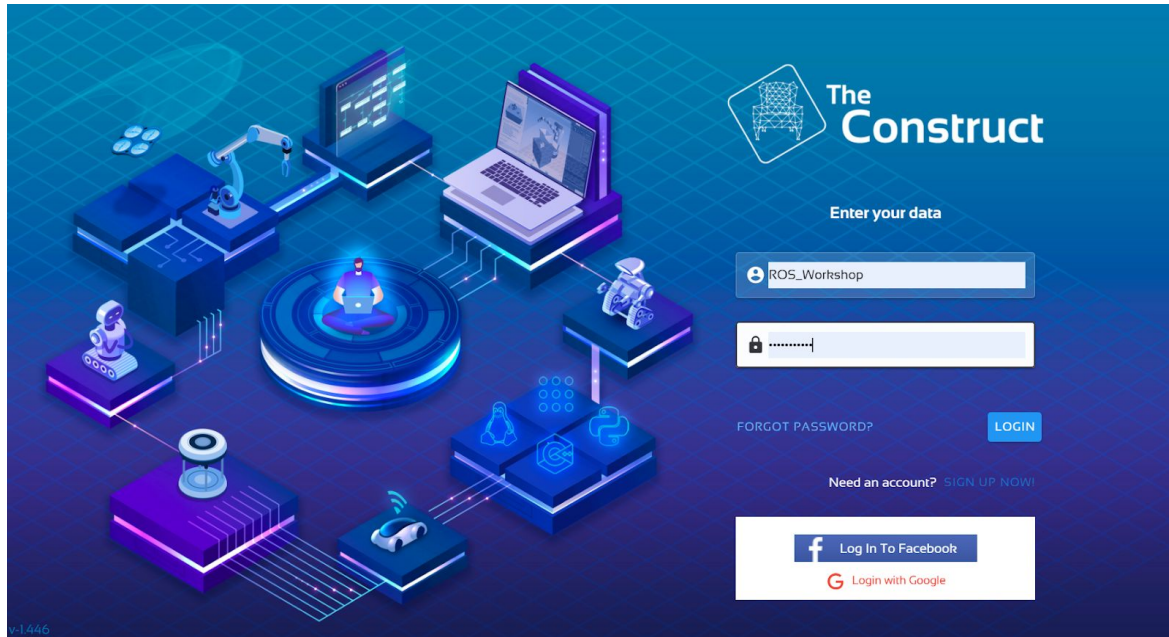 The
Construct
Enter your data
ROS_Workshop
•••••••••••
FORGOT PASSWORD?
LOGIN
Need an account? SIGN UP NOW!
f Log In To Facebook
G Login with Google
v-1.446